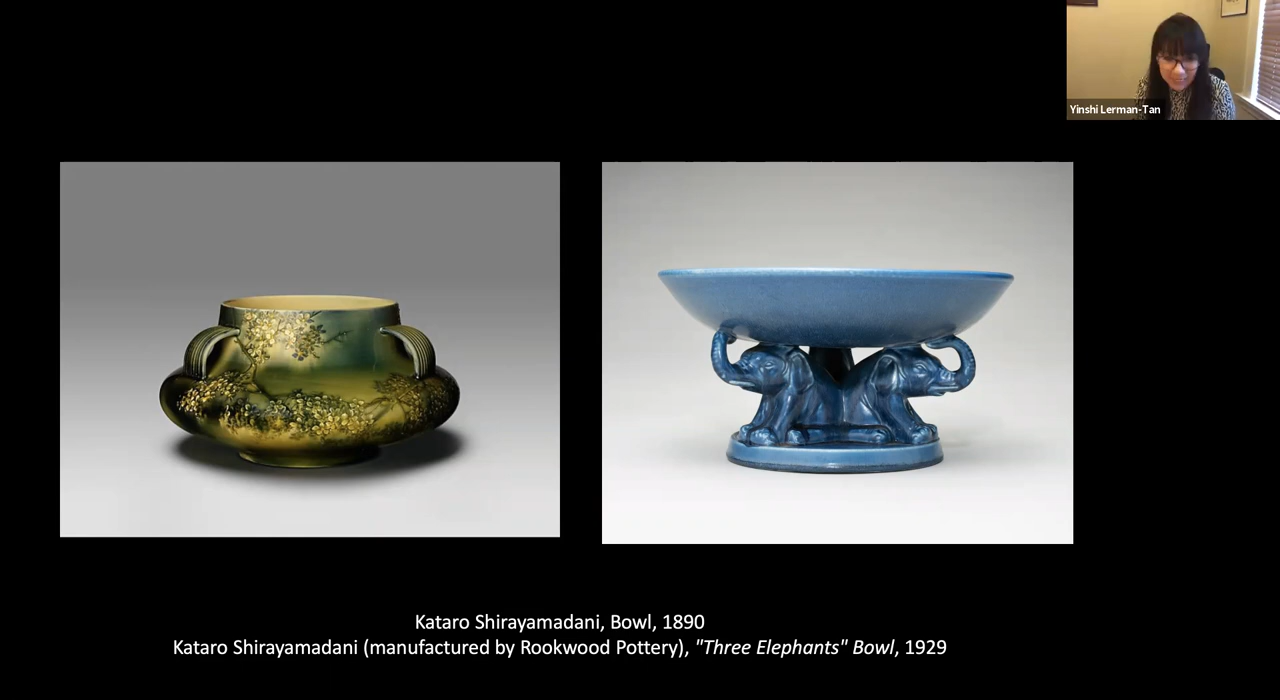 Yinshi Lerman-Tan
Kataro Shirayamadani, Bowl, 1890
Kataro Shirayamadani (manufactured by Rookwood Pottery), "Three Elephants" Bowl, 1929